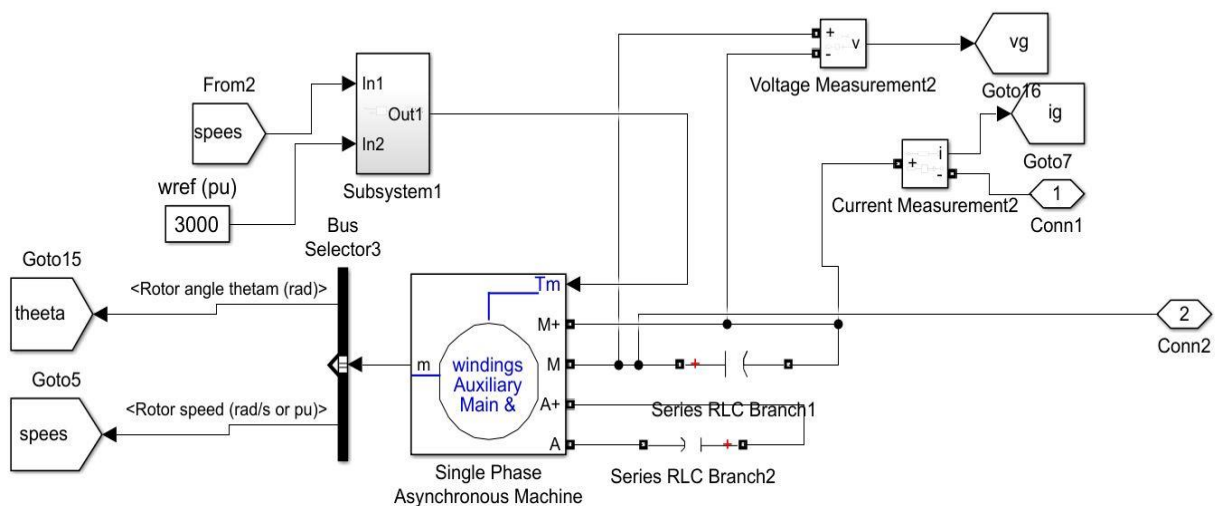 +
v
-
vg
Voltage Measurement2
Goto16
From2
spees
In1
Out1
In2
Subsystem1
ig
i
+
-
Goto7
Current Measurement2
1
Conn1
wref (pu)
3000
Bus
Selector3
Goto15
<Rotor angle thetam (rad)>
theeta
Tm
M+
2
Conn2
m
windings
Auxiliary
Main &
M
+
Goto5
<Rotor speed (rad/s or pu)>
spees
A+
Series RLC Branch1
A
+
Single Phase
Asynchronous Machine
Series RLC Branch2